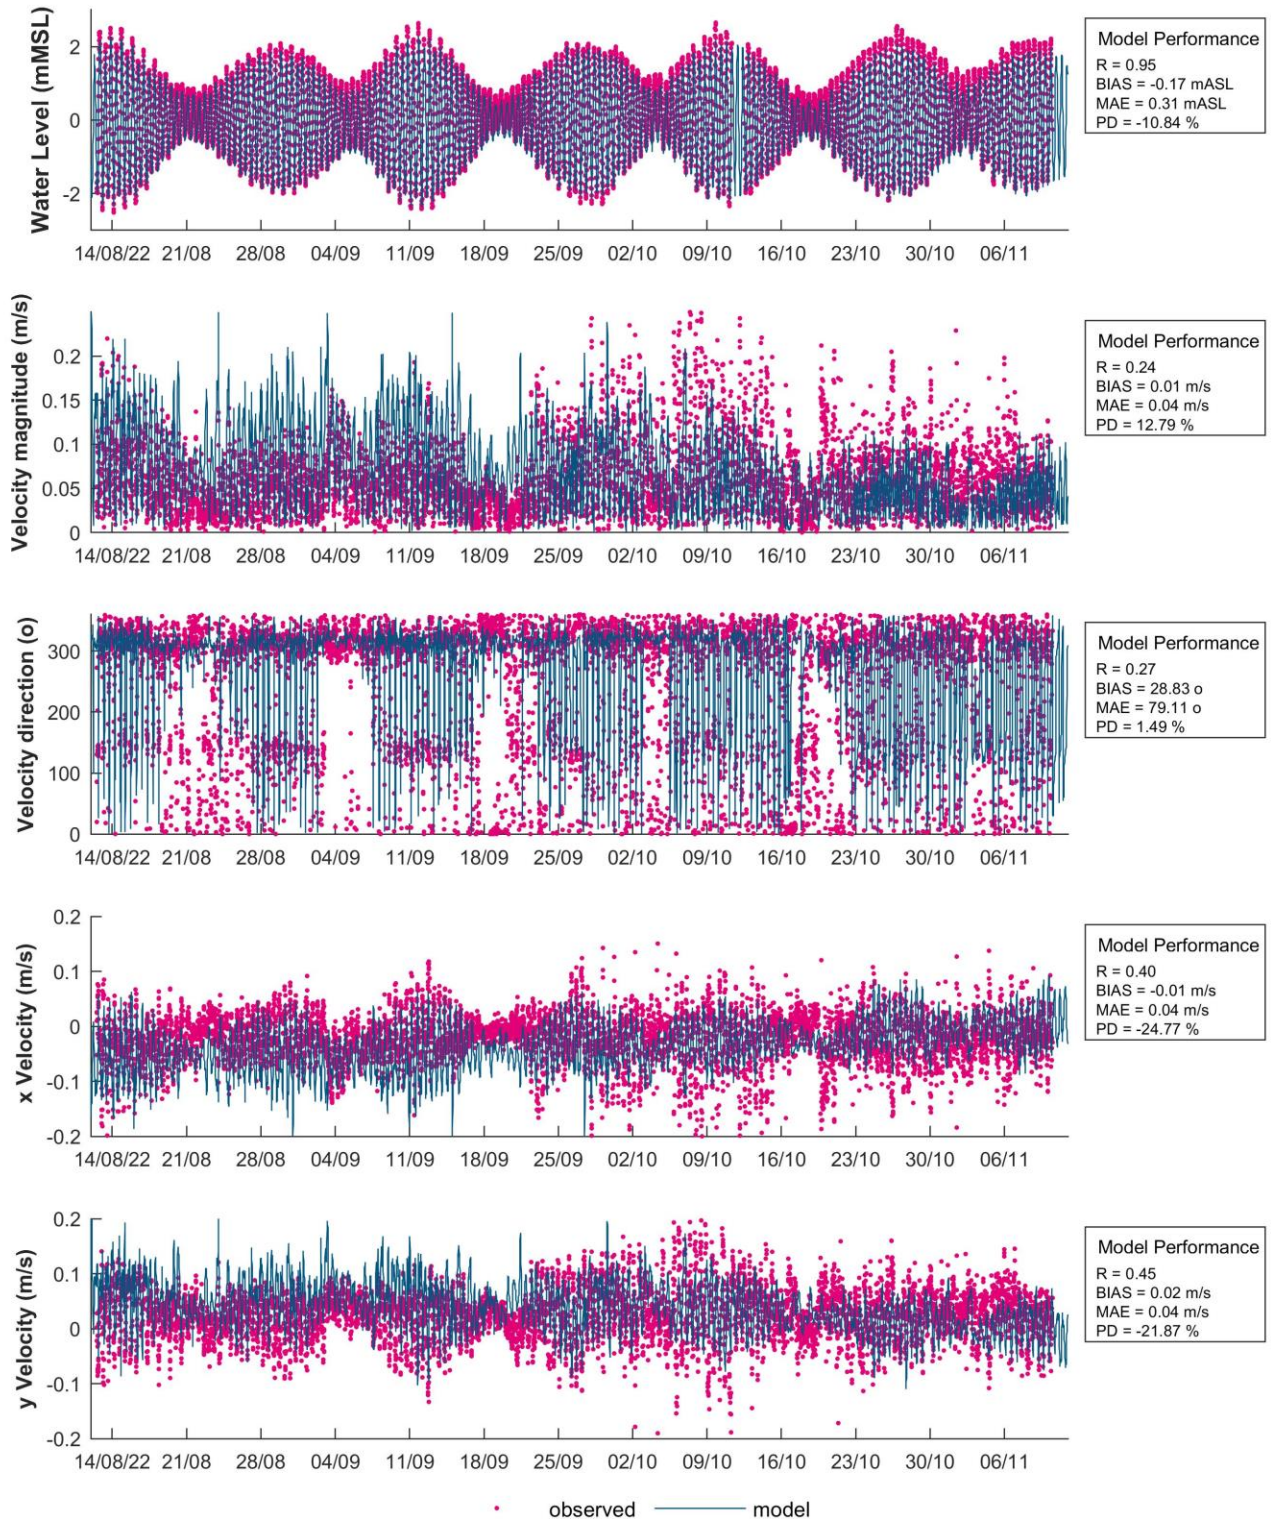 Water Level (mMSL)
2
0
-2
14/08/22 21/08 28/08 04/09 11/09 18/09 25/09 02/10 09/10 16/10 23/10 30/10 06/11
Model Performance
R = 0.95
BIAS = -0.17 mASL
MAE = 0.31 mASL
PD = -10.84 %
Velocity magnitude (m/s)
0.2
0.15
0.1
0.05
0
14/08/22 21/08 28/08 04/09 11/09 18/09 25/09 02/10 09/10 16/10 23/10 30/10 06/11
Model Performance
R = 0.24
BIAS = 0.01 m/s
MAE = 0.04 m/s
PD = 12.79 %
Velocity direction (o)
300
200
100
0
14/08/22 21/08 28/08 04/09 11/09 18/09 25/09 02/10 09/10 16/10 23/10 30/10 06/11
Model Performance
R = 0.27
BIAS = 28.83 o
MAE = 79.11 o
PD = 1.49 %
x Velocity (m/s)
0.2
0.1
0
-0.1
-0.2
14/08/22 21/08 28/08 04/09 11/09 18/09 25/09 02/10 09/10 16/10 23/10 30/10 06/11
Model Performance
R = 0.40
BIAS = -0.01 m/s
MAE = 0.04 m/s
PD = -24.77 %
y Velocity (m/s)
0.2
0.1
0
-0.1
-0.2
14/08/22 21/08 28/08 04/09 11/09 18/09 25/09 02/10 09/10 16/10 23/10 30/10 06/11
Model Performance
R = 0.45
BIAS = 0.02 m/s
MAE = 0.04 m/s
PD = -21.87 %
observed model